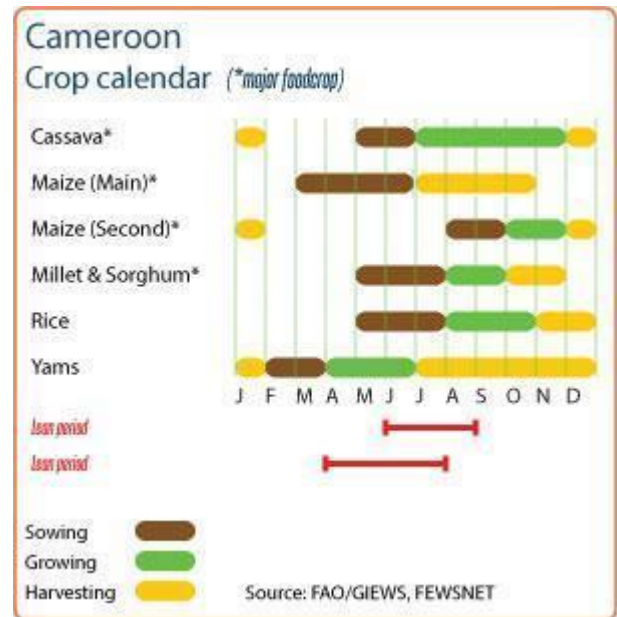 Cameroon
Crop calendar (*major foodcrop)
Cassava*
Maize (Main)*
Maize (Second)*
Millet & Sorghum*
Rice
Yams
J F M A M J J A S O N D
lean period
lean period
Sowing
Growing
Harvesting Source: FAO/GIEWS, FEWSNET